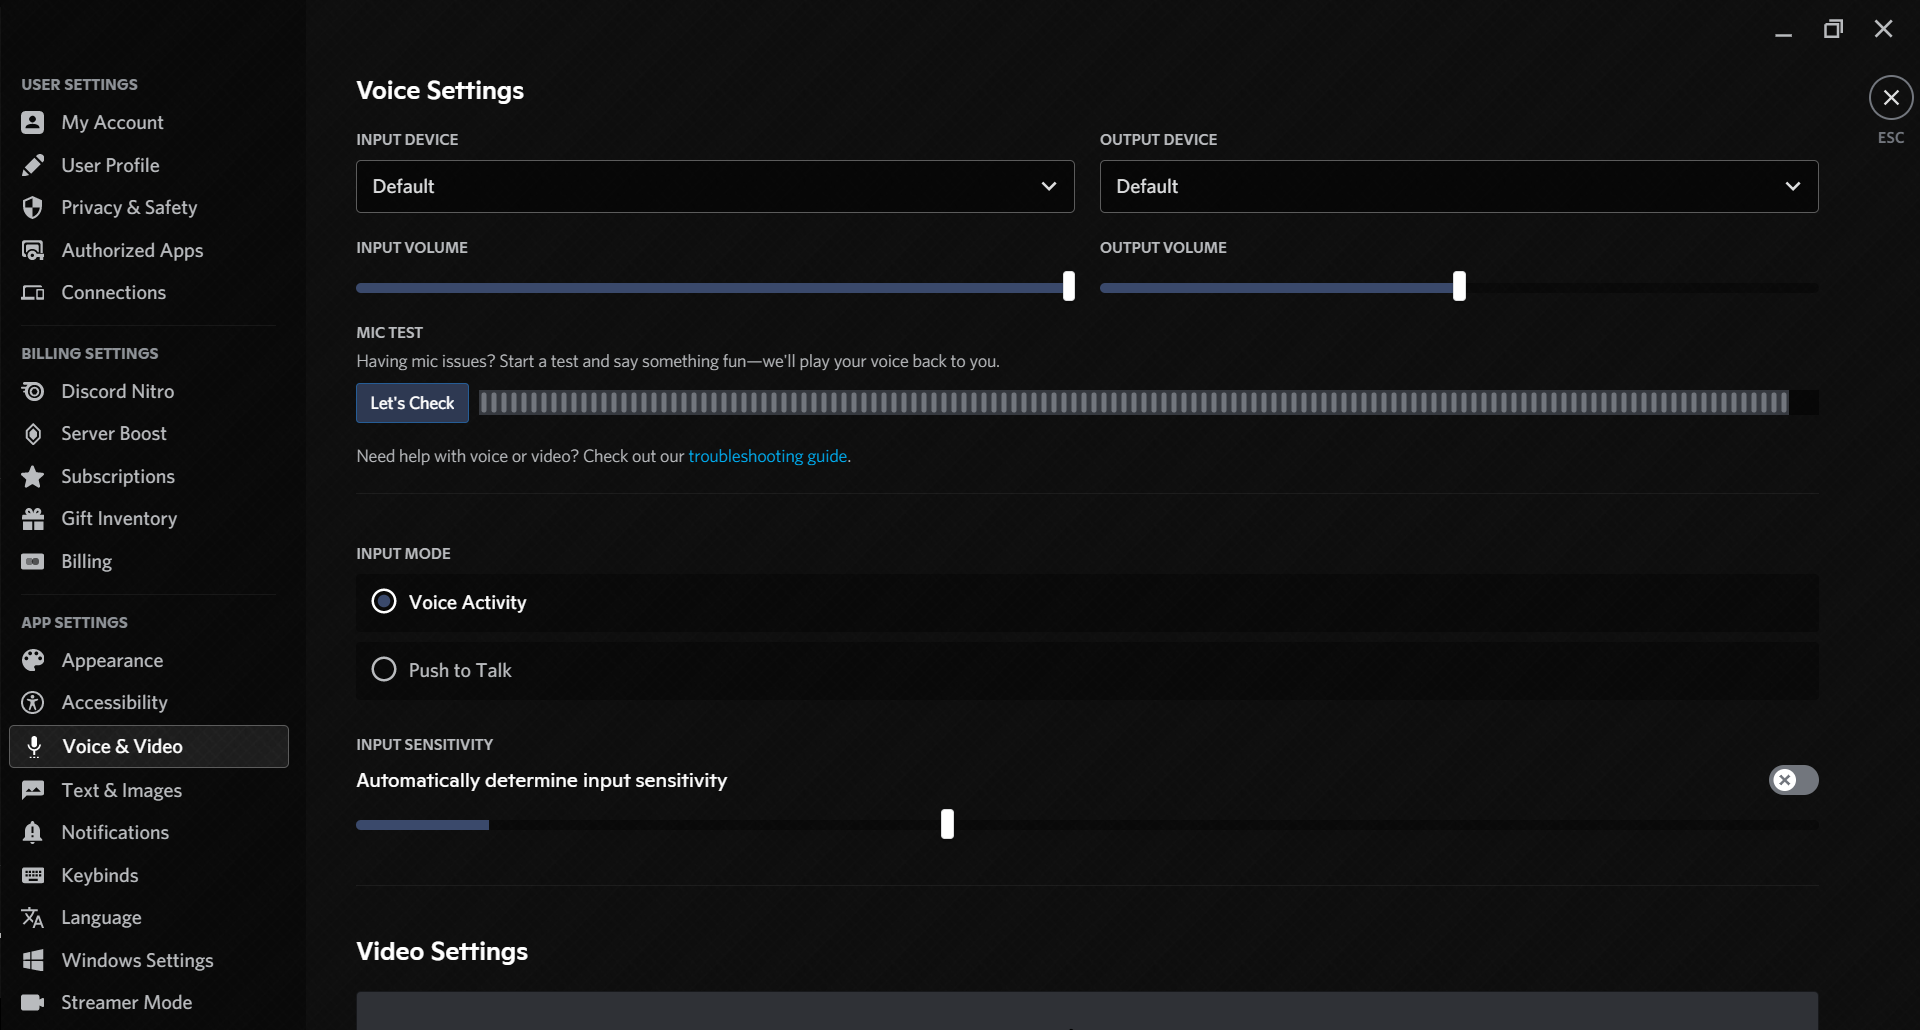 USER SETTINGS
My Account
User Profile
Privacy & Safety
Authorized Apps
Connections
BILLING SETTINGS
Discord Nitro
Server Boost
Subscriptions
Gift Inventory
Billing
APP SETTINGS
Appearance
Accessibility
Voice & Video
Text & Images
Notifications
Keybinds
Language
Windows Settings
Streamer Mode
Voice Settings
INPUT DEVICE
Default
OUTPUT DEVICE
Default
INPUT VOLUME
OUTPUT VOLUME
MIC TEST
Having mic issues? Start a test and say something fun—we'll play your voice back to you.
Let's Check
Need help with voice or video? Check out our troubleshooting guide.
INPUT MODE
Voice Activity
Push to Talk
INPUT SENSITIVITY
Automatically determine input sensitivity
Video Settings
ESC